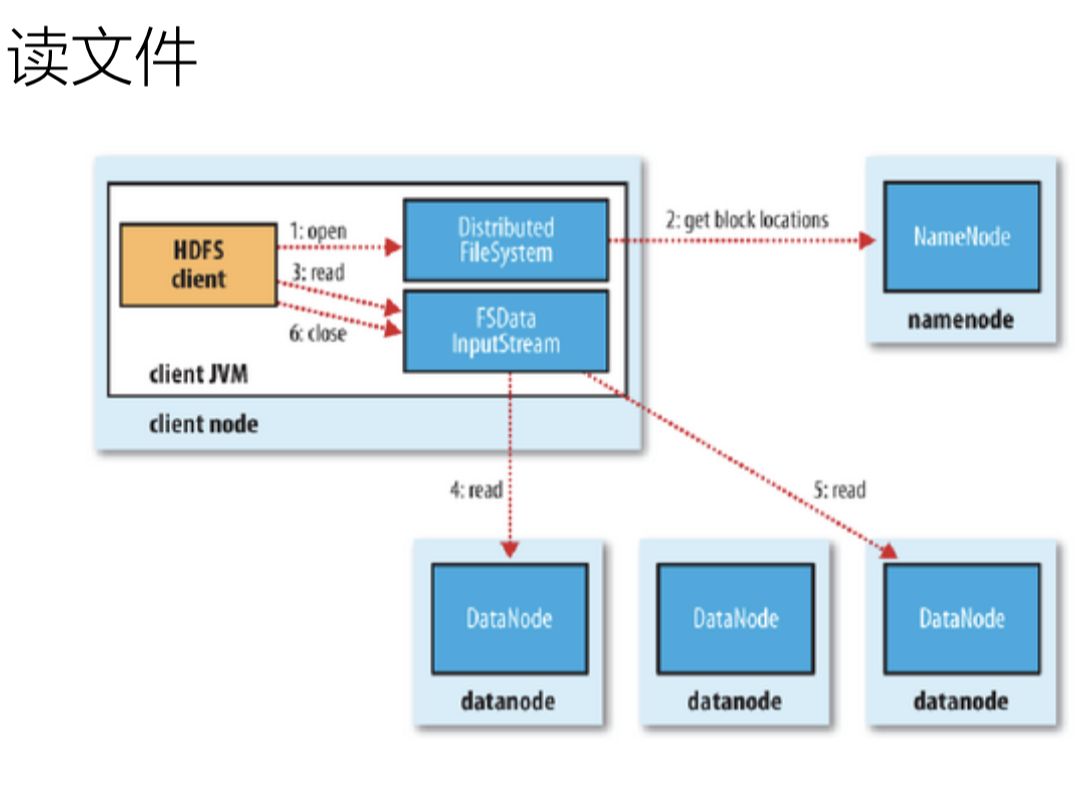 读文件
HDFS
client
1: open
3: read
6: close
Distributed
FileSystem
FSData
InputStream
client JVM
client node
2: get block locations
NameNode
namenode
4: read
5: read
DataNode
datanode
DataNode
datanode
DataNode
datanode